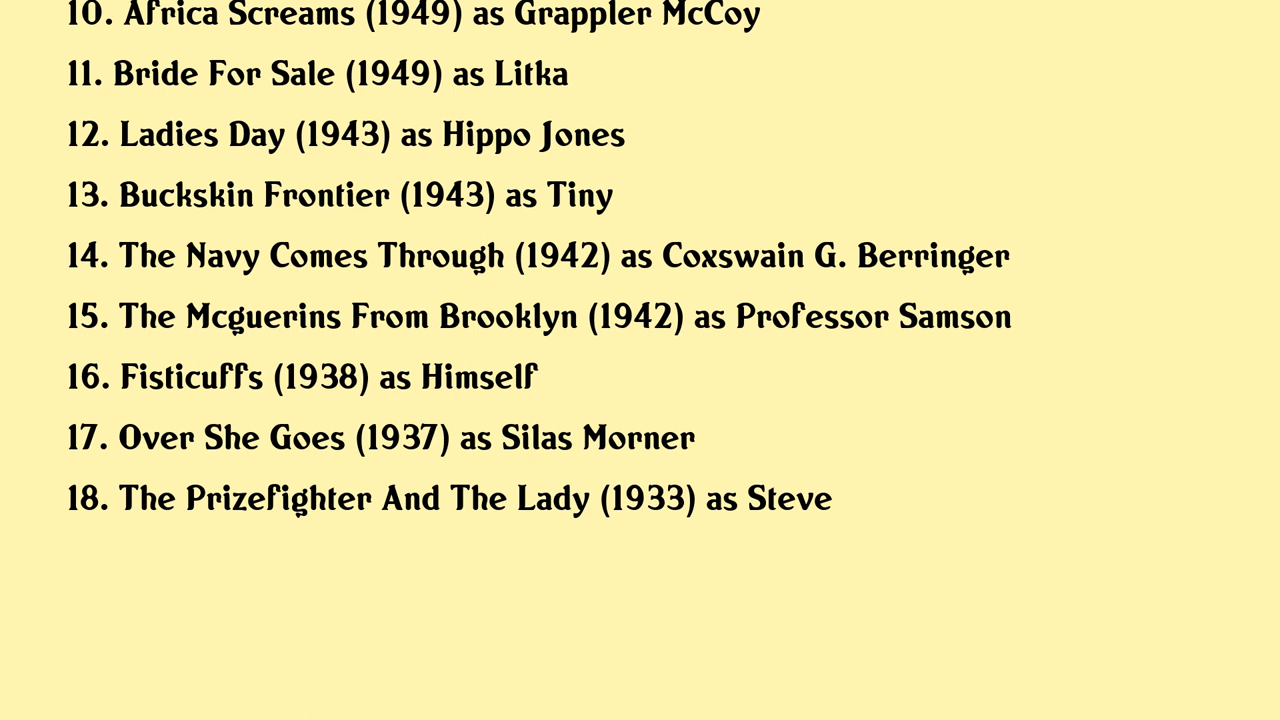 10. Africa Screams (1949) as Grappler McCoy
11. Bride For Sale (1949) as Litka
12. Ladies Day (1943) as Hippo Jones
13. Buckskin Frontier (1943) as Tiny
14. The Navy Comes Through (1942) as Coxswain G. Berringer
15. The Mcguerins From Brooklyn (1942) as Professor Samson
16. Fisticuffs (1938) as Himself
17. Over She Goes (1937) as Silas Morner
18. The Prizefighter And The Lady (1933) as Steve